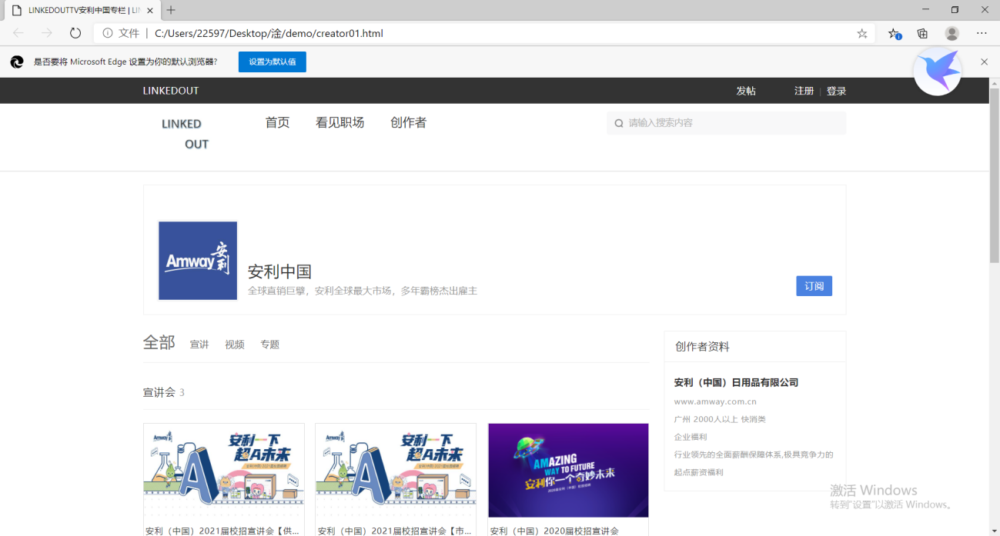 LINKEDOUTTV安利中国专栏 | LIN
文件 | C:/Users/22597/Desktop/淦/demo/creator01.html
是否要将 Microsoft Edge 设置为你的默认浏览器?
设置为默认值
LINKEDOUT
发帖
注册 | 登录
LINKED
OUT
首页
看见职场
创作者
请输入搜索内容
Amway安利
安利中国
全球直销巨擘，安利全球最大市场，多年霸榜杰出雇主
订阅
全部
宣讲
视频
专题
创作者资料
安利（中国）日用品有限公司
www.amway.com.cn
广州 2000人以上 快消类
企业福利
行业领先的全面薪酬保障体系,极具竞争力的
起点薪资福利
宣讲会 3
Amway
安利一下
超A未来
安利（中国）2021届校招宣讲会【供...
Amway
安利一下
超A未来
安利（中国）2021届校招宣讲会【市...
AMAZING
WAY TO FUTURE
安利你一个奇妙未来
安利（中国）2020届校招宣讲会
激活 Windows
转到"设置"以激活 Windows。